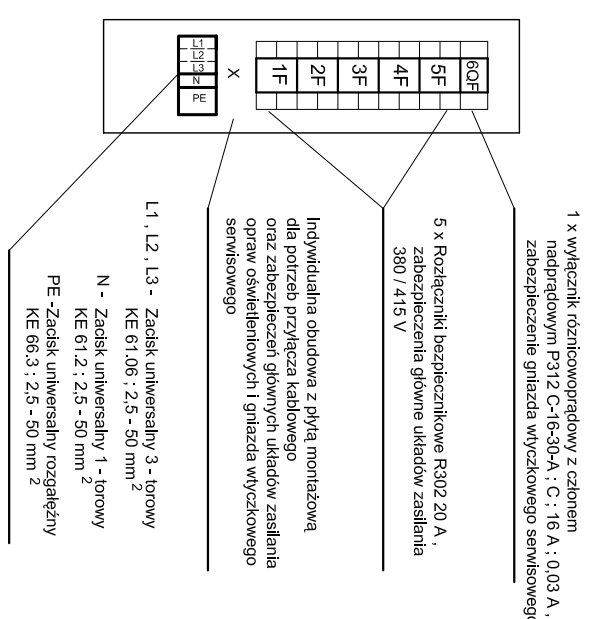 L1
L2
L3
N
PE
X
1F
2F
3F
4F
5F
6QF
1 x wyłącznik różnicowoprądowy z członem
nadprądowym P312 C-16-30-A ; C ; 16 A ; 0,03 A ,
zabezpieczenie gniazda wtyczkowego serwisowego
5 x Rozłączniki bezpiecznikowe R302 20 A ,
zabezpieczenia główne układów zasilania
380 / 415 V
Indywidualna obudowa z płytą montażową
dla potrzeb przyłącza kablowego
oraz zabezpieczeń głównych układów zasilania
opraw oświetleniowych i gniazda wtyczkowego
serwisowego
L1 , L2 , L3 - Zacisk uniwersalny 3 - torowy
KE 61.06 ; 2,5 - 50 mm 2
N - Zacisk uniwersalny 1 - torowy
KE 61.2 ; 2,5 - 50 mm 2
PE -Zacisk uniwersalny rozgałęźny
KE 66.3 ; 2,5 - 50 mm 2